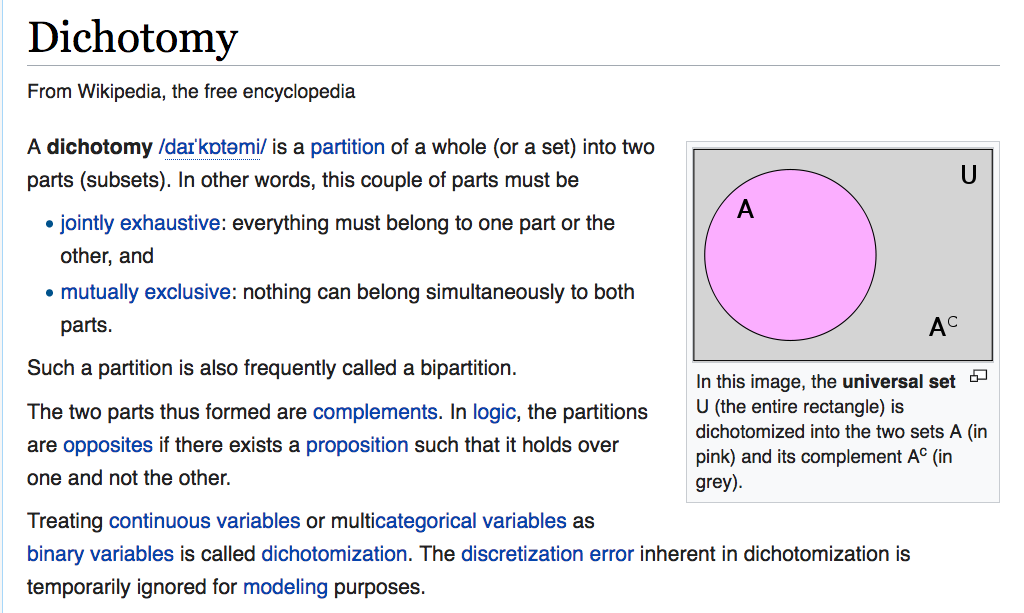 Dichotomy
From Wikipedia, the free encyclopedia
A dichotomy /daɪˈkɒtəmi/ is a partition of a whole (or a set) into two
parts (subsets). In other words, this couple of parts must be
• jointly exhaustive: everything must belong to one part or the
other, and
• mutually exclusive: nothing can belong simultaneously to both
parts.
Such a partition is also frequently called a bipartition.
The two parts thus formed are complements. In logic, the partitions
are opposites if there exists a proposition such that it holds over
one and not the other.
Treating continuous variables or multicategorical variables as
binary variables is called dichotomization. The discretization error inherent in dichotomization is
temporarily ignored for modeling purposes.
U
A
Aᶜ
In this image, the universal set
U (the entire rectangle) is
dichotomized into the two sets A (in
pink) and its complement Aᶜ (in
grey).